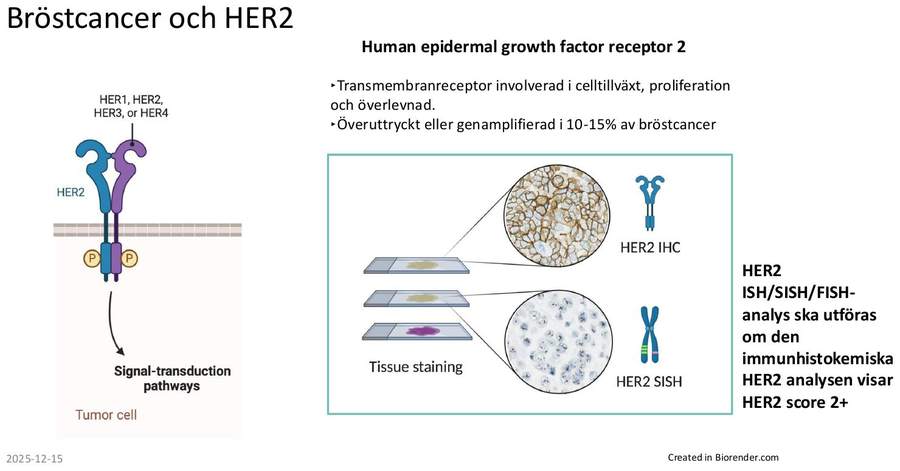 Bröstcancer och HER2
Human epidermal growth factor receptor 2
‣Transmembranreceptor involverad i celltillväxt, proliferation
och överlevnad.
‣Överuttryckt eller genamplifierad i 10-15% av bröstcancer
HER1, HER2,
HER3, or HER4
HER2
P
P
Signal-transduction
pathways
Tumor cell
Tissue staining
HER2 IHC
HER2 SISH
HER2
ISH/SISH/FISH-
analys ska utföras
om den
immunhistokemiska
HER2 analysen visar
HER2 score 2+
2025-12-15
Created in Biorender.com